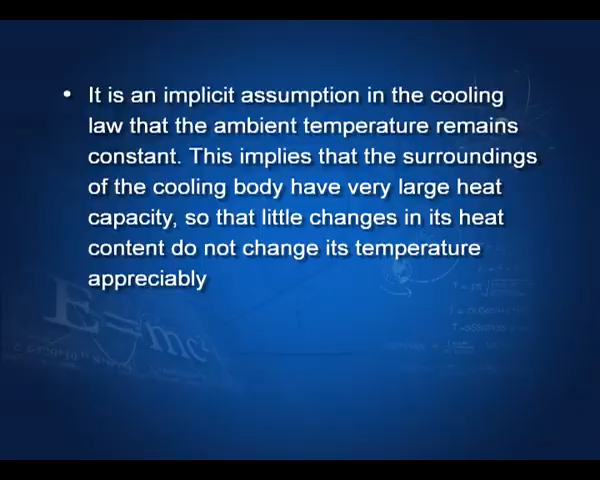 • It is an implicit assumption in the cooling
law that the ambient temperature remains
constant. This implies that the surroundings
of the cooling body have very large heat
capacity, so that little changes in its heat
content do not change its temperature
appreciably
E=mc²